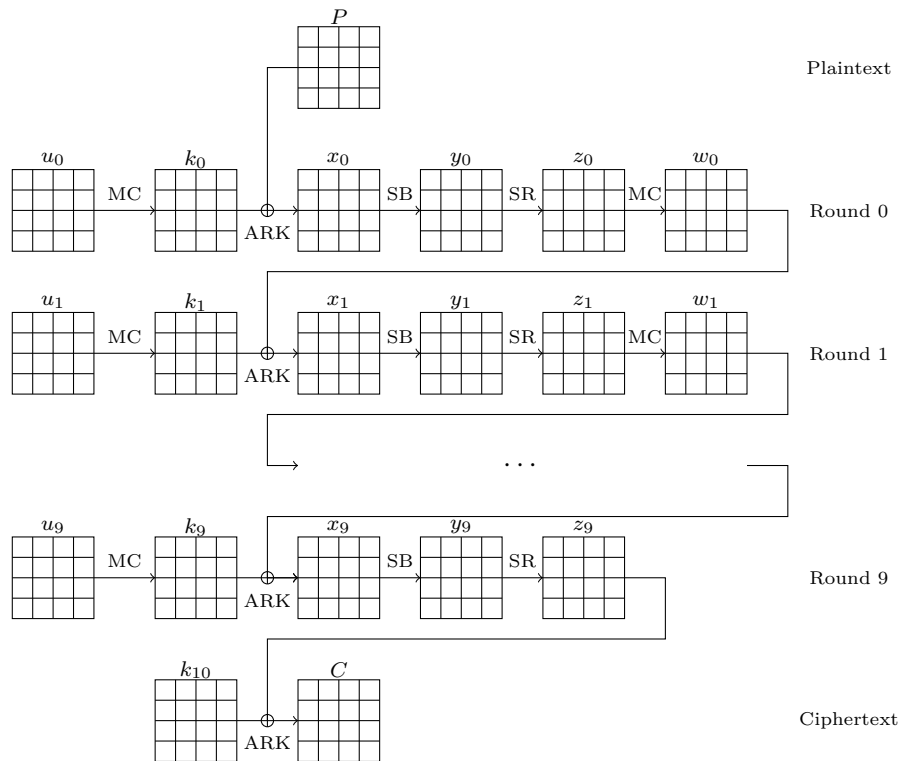 P
Plaintext
u₀ k₀ x₀ y₀ z₀ w₀
MC SB SR MC
ARK
Round 0
u₁ k₁ x₁ y₁ z₁ w₁
MC SB SR MC
ARK
Round 1
...
u₉ k₉ x₉ y₉ z₉
MC SB SR
ARK
Round 9
k₁₀ C
ARK
Ciphertext